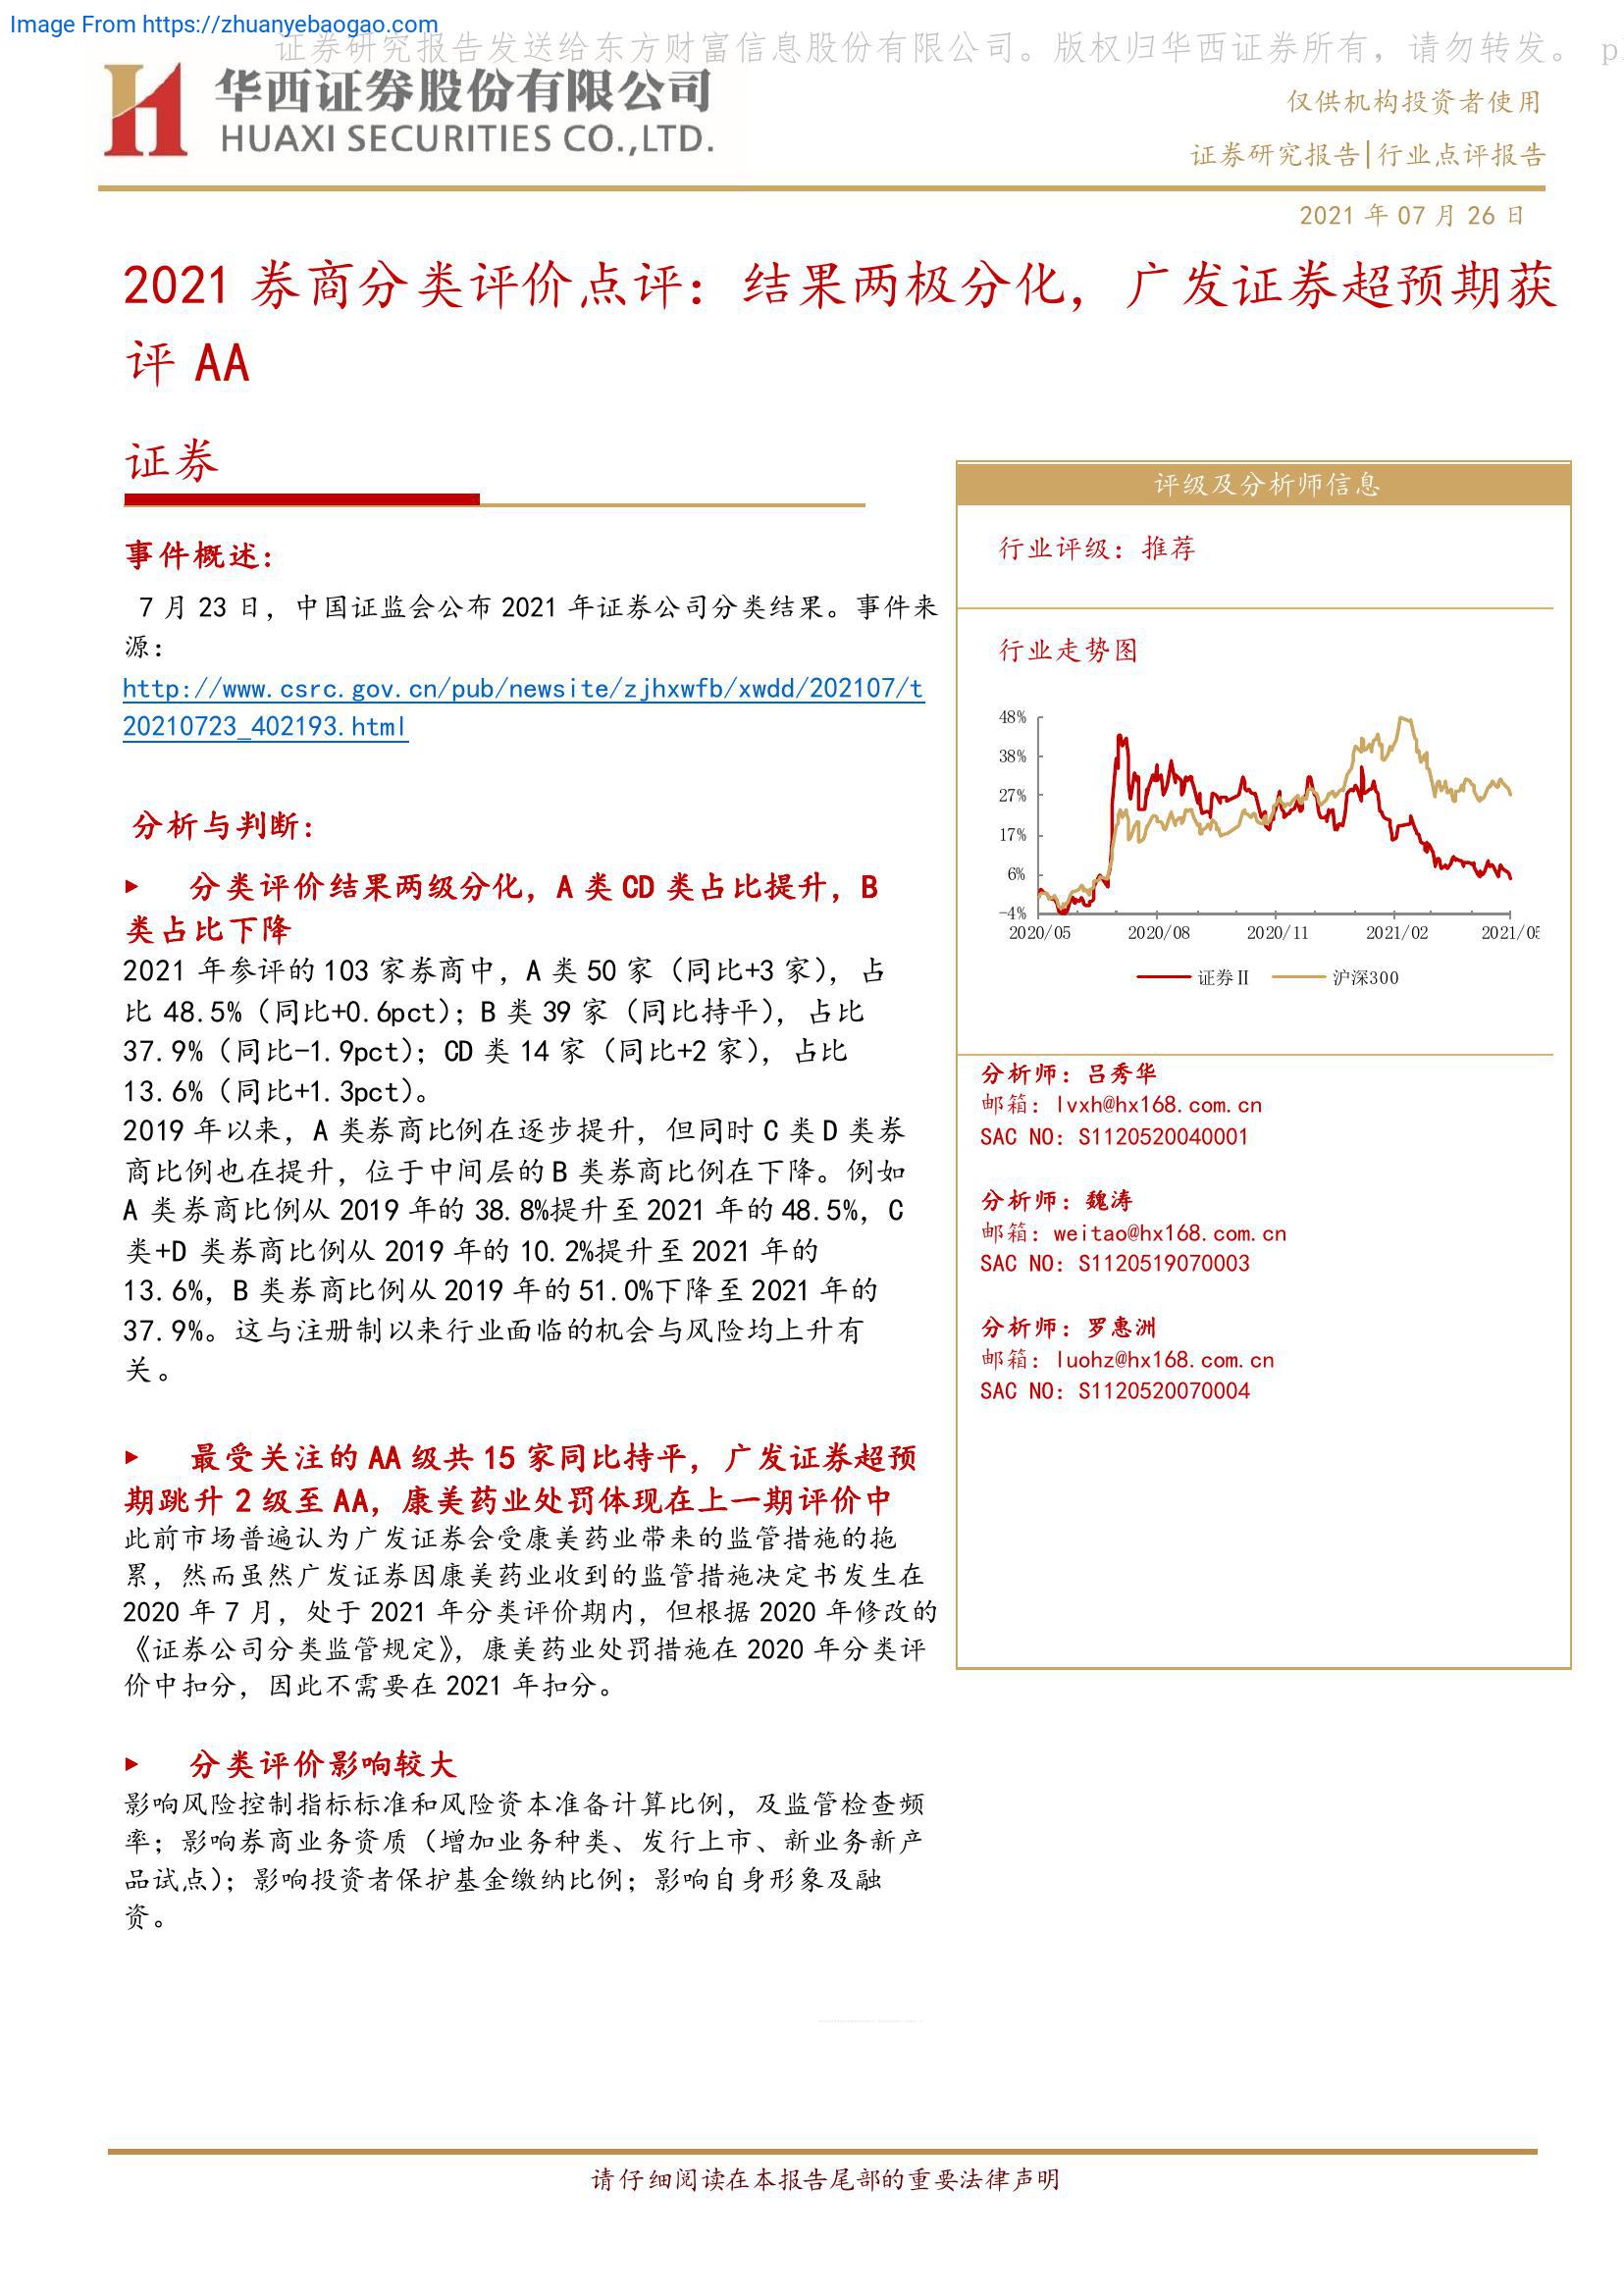 Image From https://zhuanyebaogao.com
证券研究报告发送给东方财富信息股份有限公司。版权归华西证券所有，请勿转发。 p
华西证券股份有限公司
HUAXI SECURITIES CO.,LTD.
仅供机构投资者使用
证券研究报告|行业点评报告
2021 年 07 月 26 日
2021 券商分类评价点评：结果两极分化，广发证券超预期获
评 AA
证券
事件概述：
7 月 23 日，中国证监会公布 2021 年证券公司分类结果。事件来
源：
http://www.csrc.gov.cn/pub/newsite/zjhxwfb/xwdd/202107/t
20210723_402193.html
分析与判断：
► 分类评价结果两级分化，A 类 CD 类占比提升，B
类占比下降
2021 年参评的 103 家券商中，A 类 50 家（同比+3 家），占
比 48.5%（同比+0.6pct）；B 类 39 家（同比持平），占比
37.9%（同比-1.9pct）；CD 类 14 家（同比+2 家），占比
13.6%（同比+1.3pct）。
2019 年以来，A 类券商比例在逐步提升，但同时 C 类 D 类券
商比例也在提升，位于中间层的 B 类券商比例在下降。例如
A 类券商比例从 2019 年的 38.8%提升至 2021 年的 48.5%，C
类+D 类券商比例从 2019 年的 10.2%提升至 2021 年的
13.6%，B 类券商比例从 2019 年的 51.0%下降至 2021 年的
37.9%。这与注册制以来行业面临的机会与风险均上升有
关。
► 最受关注的 AA 级共 15 家同比持平，广发证券超预
期跳升 2 级至 AA，康美药业处罚体现在上一期评价中
此前市场普遍认为广发证券会受康美药业带来的监管措施的拖
累，然而虽然广发证券因康美药业收到的监管措施决定书发生在
2020 年 7 月，处于 2021 年分类评价期内，但根据 2020 年修改的
《证券公司分类监管规定》，康美药业处罚措施在 2020 年分类评
价中扣分，因此不需要在 2021 年扣分。
► 分类评价影响较大
影响风险控制指标标准和风险资本准备计算比例，及监管检查频
率；影响券商业务资质（增加业务种类、发行上市、新业务新产
品试点）；影响投资者保护基金缴纳比例；影响自身形象及融
资。
评级及分析师信息
行业评级：推荐
行业走势图
48%
38%
27%
17%
6%
-4%
2020/05 2020/08 2020/11 2021/02 2021/05
证券Ⅱ 沪深300
分析师：吕秀华
邮箱：lvxh@hx168.com.cn
SAC NO：S1120520040001
分析师：魏涛
邮箱：weitao@hx168.com.cn
SAC NO：S1120519070003
分析师：罗惠洲
邮箱：luohz@hx168.com.cn
SAC NO：S1120520070004
请仔细阅读在本报告尾部的重要法律声明